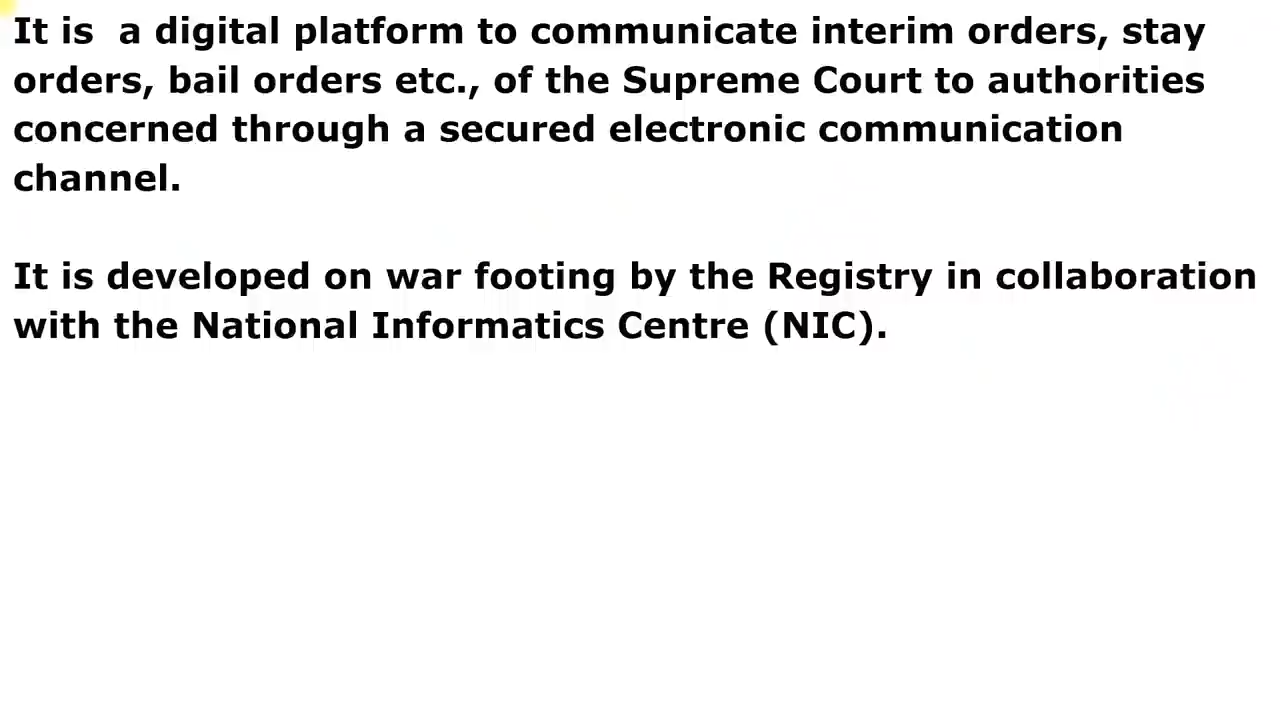 It is  a digital platform to communicate interim orders, stay
orders, bail orders etc., of the Supreme Court to authorities
concerned through a secured electronic communication
channel.
It is developed on war footing by the Registry in collaboration
with the National Informatics Centre (NIC).